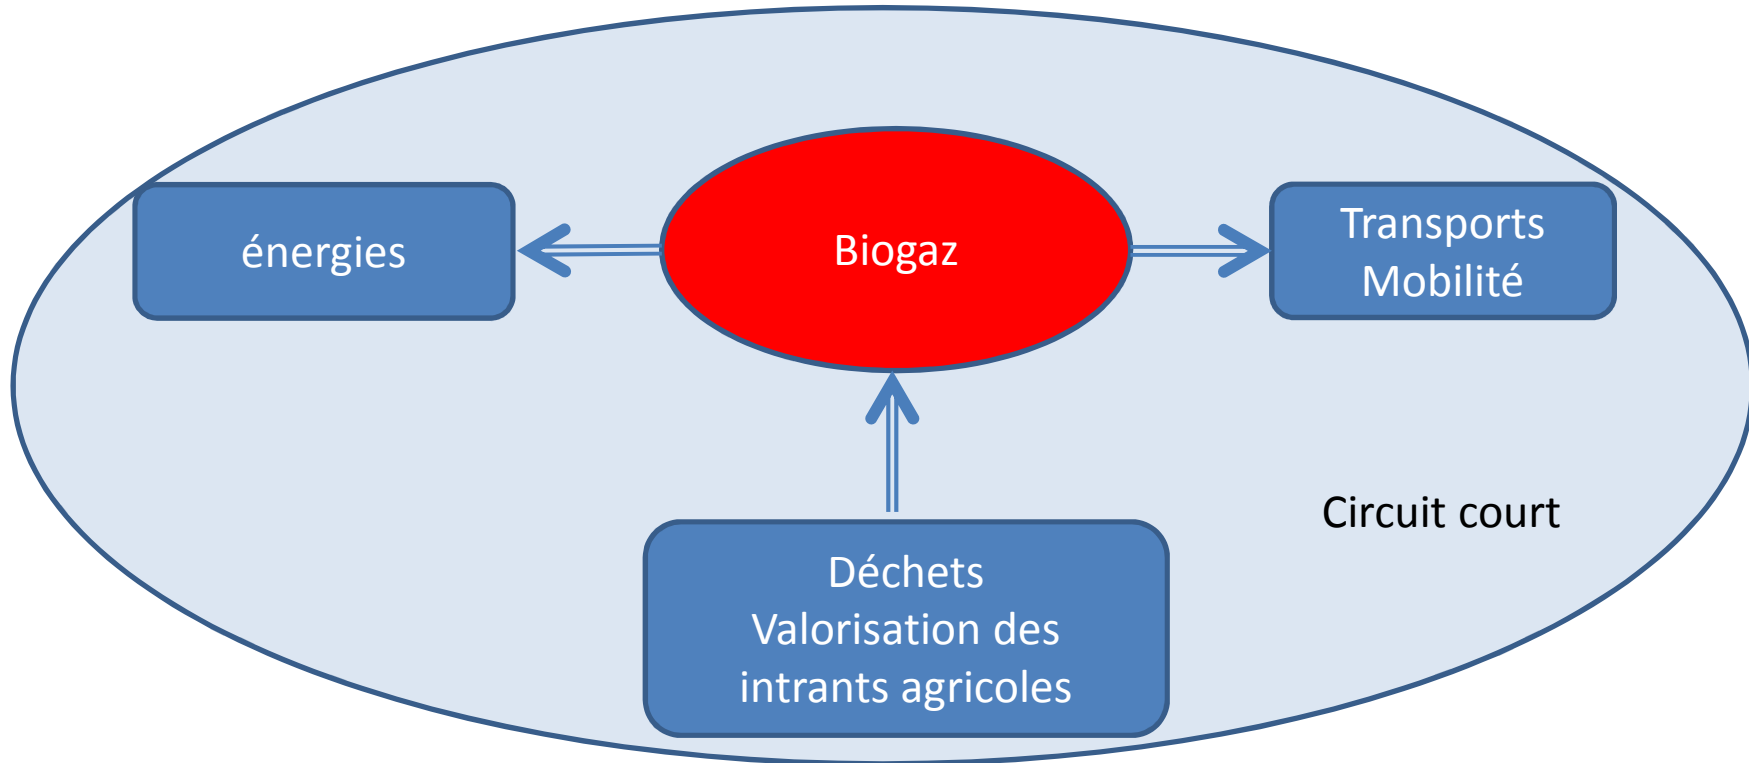 énergies
Biogaz
Transports
Mobilité
Circuit court
Déchets
Valorisation des
intrants agricoles